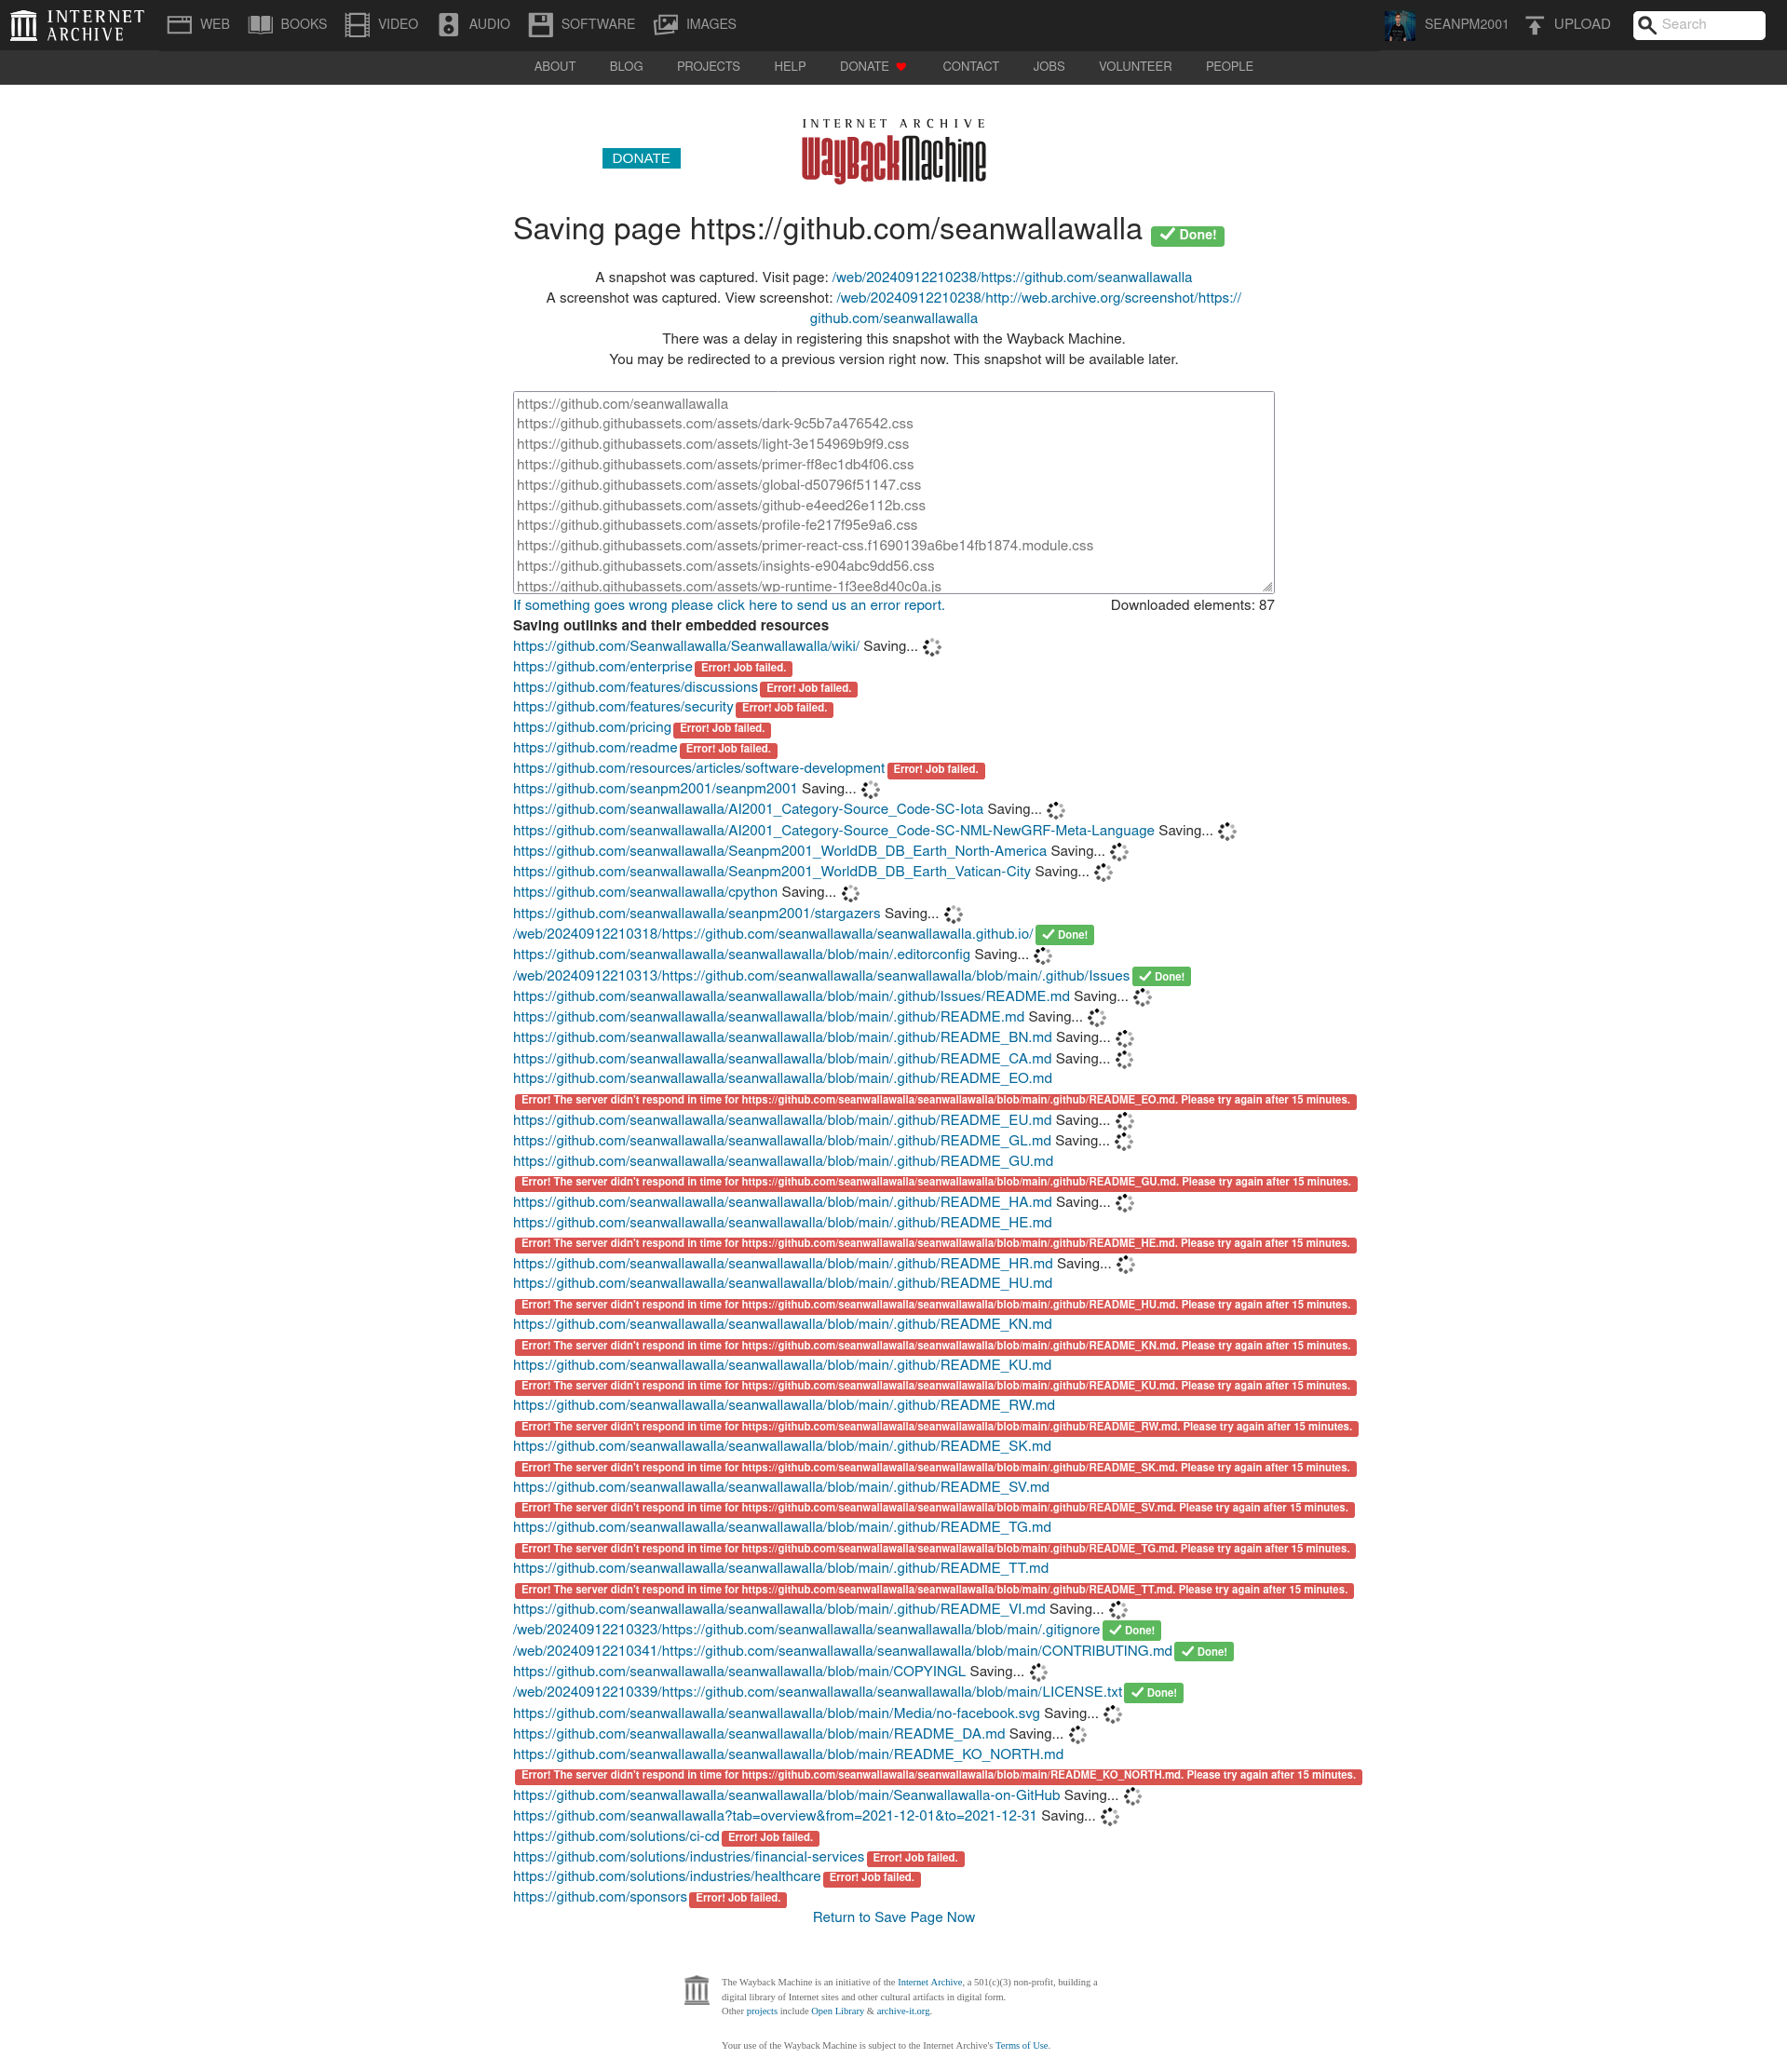 INTERNET ARCHIVE WEB BOOKS VIDEO AUDIO SOFTWARE IMAGES SEANPM2001 UPLOAD Search
ABOUT BLOG PROJECTS HELP DONATE CONTACT JOBS VOLUNTEER PEOPLE
INTERNET ARCHIVE
DONATE WayBackMachine
Saving page https://github.com/seanwallawalla Done!
A snapshot was captured. Visit page: /web/20240912210238/https://github.com/seanwallawalla
A screenshot was captured. View screenshot: /web/20240912210238/http://web.archive.org/screenshot/https://
github.com/seanwallawalla
There was a delay in registering this snapshot with the Wayback Machine.
You may be redirected to a previous version right now. This snapshot will be available later.
https://github.com/seanwallawalla
https://github.githubassets.com/assets/dark-9c5b7a476542.css
https://github.githubassets.com/assets/light-3e154969b9f9.css
https://github.githubassets.com/assets/primer-ff8ec1db4f06.css
https://github.githubassets.com/assets/global-d50796f51147.css
https://github.githubassets.com/assets/github-e4eed26e112b.css
https://github.githubassets.com/assets/profile-fe217f95e9a6.css
https://github.githubassets.com/assets/primer-react-css.f1690139a6be14fb1874.module.css
https://github.githubassets.com/assets/insights-e904abc9dd56.css
https://github.githubassets.com/assets/wp-runtime-1f3ee8d40c0a.js
If something goes wrong please click here to send us an error report. Downloaded elements: 87
Saving outlinks and their embedded resources
https://github.com/Seanwallawalla/Seanwallawalla/wiki/ Saving...
https://github.com/enterprise Error! Job failed.
https://github.com/features/discussions Error! Job failed.
https://github.com/features/security Error! Job failed.
https://github.com/pricing Error! Job failed.
https://github.com/readme Error! Job failed.
https://github.com/resources/articles/software-development Error! Job failed.
https://github.com/seanpm2001/seanpm2001 Saving...
https://github.com/seanwallawalla/AI2001_Category-Source_Code-SC-Iota Saving...
https://github.com/seanwallawalla/AI2001_Category-Source_Code-SC-NML-NewGRF-Meta-Language Saving...
https://github.com/seanwallawalla/Seanpm2001_WorldDB_DB_Earth_North-America Saving...
https://github.com/seanwallawalla/Seanpm2001_WorldDB_DB_Earth_Vatican-City Saving...
https://github.com/seanwallawalla/cpython Saving...
https://github.com/seanwallawalla/seanpm2001/stargazers Saving...
/web/20240912210318/https://github.com/seanwallawalla/seanwallawalla.github.io/ Done!
https://github.com/seanwallawalla/seanwallawalla/blob/main/.editorconfig Saving...
/web/20240912210313/https://github.com/seanwallawalla/seanwallawalla/blob/main/.github/Issues Done!
https://github.com/seanwallawalla/seanwallawalla/blob/main/.github/Issues/README.md Saving...
https://github.com/seanwallawalla/seanwallawalla/blob/main/.github/README.md Saving...
https://github.com/seanwallawalla/seanwallawalla/blob/main/.github/README_BN.md Saving...
https://github.com/seanwallawalla/seanwallawalla/blob/main/.github/README_CA.md Saving...
https://github.com/seanwallawalla/seanwallawalla/blob/main/.github/README_EO.md
Error! The server didn't respond in time for https://github.com/seanwallawalla/seanwallawalla/blob/main/.github/README_EO.md. Please try again after 15 minutes.
https://github.com/seanwallawalla/seanwallawalla/blob/main/.github/README_EU.md Saving...
https://github.com/seanwallawalla/seanwallawalla/blob/main/.github/README_GL.md Saving...
https://github.com/seanwallawalla/seanwallawalla/blob/main/.github/README_GU.md
Error! The server didn't respond in time for https://github.com/seanwallawalla/seanwallawalla/blob/main/.github/README_GU.md. Please try again after 15 minutes.
https://github.com/seanwallawalla/seanwallawalla/blob/main/.github/README_HA.md Saving...
https://github.com/seanwallawalla/seanwallawalla/blob/main/.github/README_HE.md
Error! The server didn't respond in time for https://github.com/seanwallawalla/seanwallawalla/blob/main/.github/README_HE.md. Please try again after 15 minutes.
https://github.com/seanwallawalla/seanwallawalla/blob/main/.github/README_HR.md Saving...
https://github.com/seanwallawalla/seanwallawalla/blob/main/.github/README_HU.md
Error! The server didn't respond in time for https://github.com/seanwallawalla/seanwallawalla/blob/main/.github/README_HU.md. Please try again after 15 minutes.
https://github.com/seanwallawalla/seanwallawalla/blob/main/.github/README_KN.md
Error! The server didn't respond in time for https://github.com/seanwallawalla/seanwallawalla/blob/main/.github/README_KN.md. Please try again after 15 minutes.
https://github.com/seanwallawalla/seanwallawalla/blob/main/.github/README_KU.md
Error! The server didn't respond in time for https://github.com/seanwallawalla/seanwallawalla/blob/main/.github/README_KU.md. Please try again after 15 minutes.
https://github.com/seanwallawalla/seanwallawalla/blob/main/.github/README_RW.md
Error! The server didn't respond in time for https://github.com/seanwallawalla/seanwallawalla/blob/main/.github/README_RW.md. Please try again after 15 minutes.
https://github.com/seanwallawalla/seanwallawalla/blob/main/.github/README_SK.md
Error! The server didn't respond in time for https://github.com/seanwallawalla/seanwallawalla/blob/main/.github/README_SK.md. Please try again after 15 minutes.
https://github.com/seanwallawalla/seanwallawalla/blob/main/.github/README_SV.md
Error! The server didn't respond in time for https://github.com/seanwallawalla/seanwallawalla/blob/main/.github/README_SV.md. Please try again after 15 minutes.
https://github.com/seanwallawalla/seanwallawalla/blob/main/.github/README_TG.md
Error! The server didn't respond in time for https://github.com/seanwallawalla/seanwallawalla/blob/main/.github/README_TG.md. Please try again after 15 minutes.
https://github.com/seanwallawalla/seanwallawalla/blob/main/.github/README_TT.md
Error! The server didn't respond in time for https://github.com/seanwallawalla/seanwallawalla/blob/main/.github/README_TT.md. Please try again after 15 minutes.
https://github.com/seanwallawalla/seanwallawalla/blob/main/.github/README_VI.md Saving...
/web/20240912210323/https://github.com/seanwallawalla/seanwallawalla/blob/main/.gitignore Done!
/web/20240912210341/https://github.com/seanwallawalla/seanwallawalla/blob/main/CONTRIBUTING.md Done!
https://github.com/seanwallawalla/seanwallawalla/blob/main/COPYINGL Saving...
/web/20240912210339/https://github.com/seanwallawalla/seanwallawalla/blob/main/LICENSE.txt Done!
https://github.com/seanwallawalla/seanwallawalla/blob/main/Media/no-facebook.svg Saving...
https://github.com/seanwallawalla/seanwallawalla/blob/main/README_DA.md Saving...
https://github.com/seanwallawalla/seanwallawalla/blob/main/README_KO_NORTH.md
Error! The server didn't respond in time for https://github.com/seanwallawalla/seanwallawalla/blob/main/README_KO_NORTH.md. Please try again after 15 minutes.
https://github.com/seanwallawalla/seanwallawalla/blob/main/Seanwallawalla-on-GitHub Saving...
https://github.com/seanwallawalla?tab=overview&from=2021-12-01&to=2021-12-31 Saving...
https://github.com/solutions/ci-cd Error! Job failed.
https://github.com/solutions/industries/financial-services Error! Job failed.
https://github.com/solutions/industries/healthcare Error! Job failed.
https://github.com/sponsors Error! Job failed.
Return to Save Page Now
The Wayback Machine is an initiative of the Internet Archive, a 501(c)(3) non-profit, building a
digital library of Internet sites and other cultural artifacts in digital form.
Other projects include Open Library & archive-it.org.
Your use of the Wayback Machine is subject to the Internet Archive's Terms of Use.